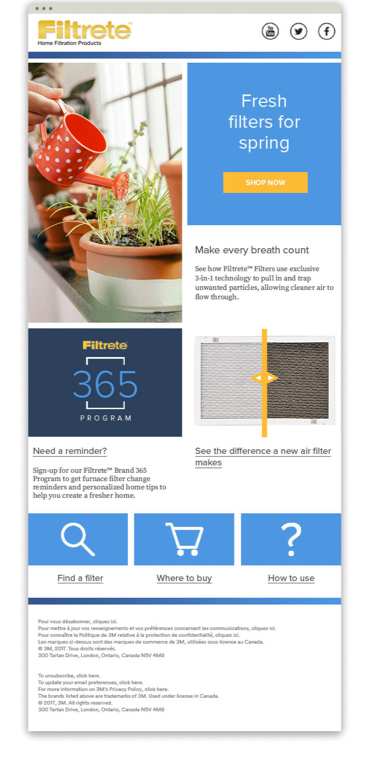 Filtrete™
Home Filtration Products
You
Tube
Fresh
filters for
spring
SHOP NOW
Make every breath count
See how Filtrete™ Filters use exclusive
3-in-1 technology to pull in and trap
unwanted particles, allowing cleaner air to
flow through.
Filtrete
365
PROGRAM
Need a reminder?
Sign-up for our Filtrete™ Brand 365
Program to get furnace filter change
reminders and personalized home tips to
help you create a fresher home.
See the difference a new air filter
makes
Find a filter
Where to buy
How to use
Pour vous désabonner, cliquez ici.
Pour mettre à jour vos renseignements et vos préférences concernant les communications, cliquez ici.
Pour connaître la Politique de 3M relative à la protection de confidentialité, cliquez ici.
Les marques ci-dessus sont des marques de commerce de 3M, utilisées sous licence au Canada.
© 3M, 2017. Tous droits réservés.
300 Tartan Drive, London, Ontario, Canada N5V 4M9
To unsubscribe, click here.
To update your email preferences, click here.
For more information on 3M's Privacy Policy, click here.
The brands listed above are trademarks of 3M. Used under license in Canada.
© 2017, 3M. All rights reserved.
300 Tartan Drive, London, Ontario, Canada N5V 4M9